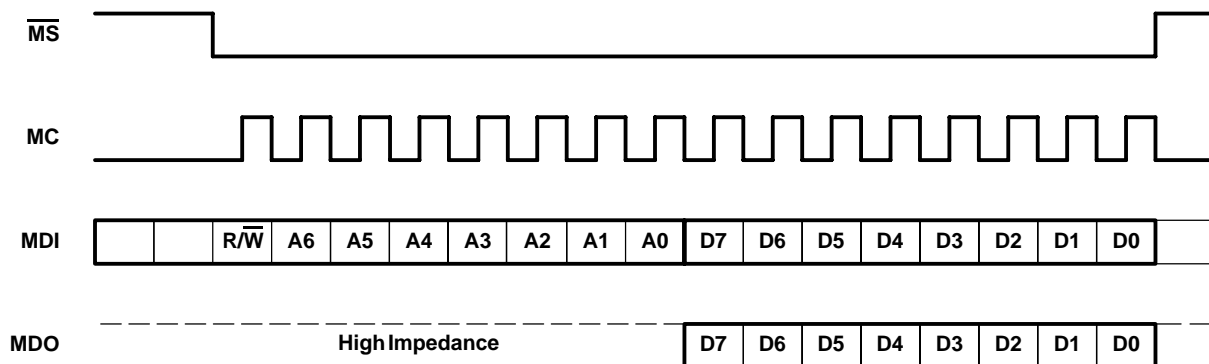 M̅S̅
MC
MDI R/W̅ A6 A5 A4 A3 A2 A1 A0 D7 D6 D5 D4 D3 D2 D1 D0
MDO High Impedance D7 D6 D5 D4 D3 D2 D1 D0